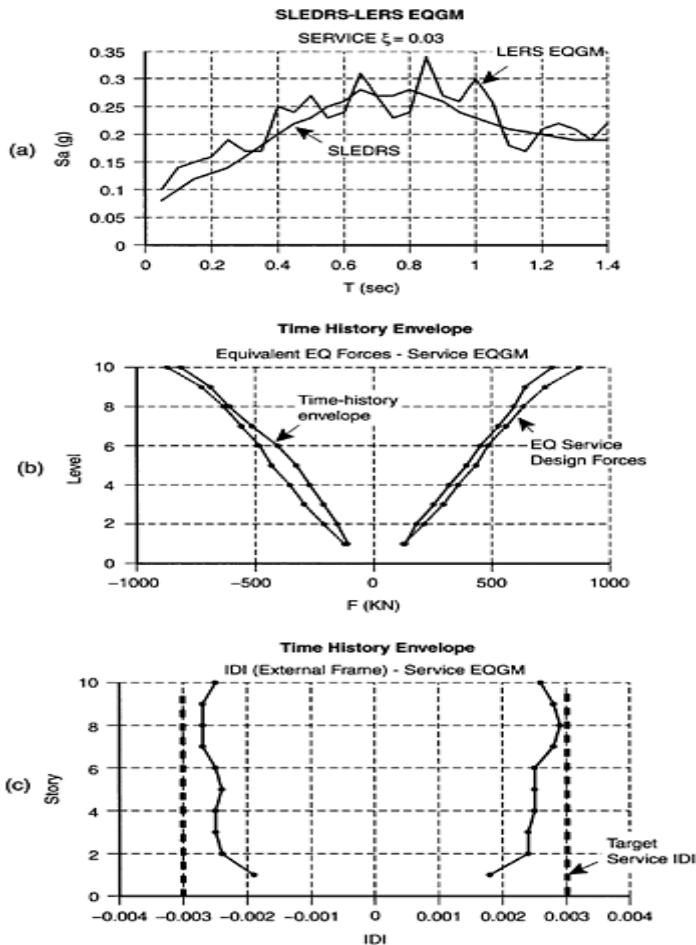 SLEDRS-LERS EQGM
SERVICE ξ = 0.03
LERS EQGM
SLEDRS
(a)
Sa (g)
0.35
0.3
0.25
0.2
0.15
0.1
0.05
0
0 0.2 0.4 0.6 0.8 1 1.2 1.4
T (sec)
Time History Envelope
Equivalent EQ Forces - Service EQGM
Time-history
envelope
EQ Service
Design Forces
(b)
Level
10
8
6
4
2
0
−1000 −500 0 500 1000
F (KN)
Time History Envelope
IDI (External Frame) - Service EQGM
Target
Service IDI
(c)
Story
10
8
6
4
2
0
−0.004 −0.003 −0.002 −0.001 0 0.001 0.002 0.003 0.004
IDI